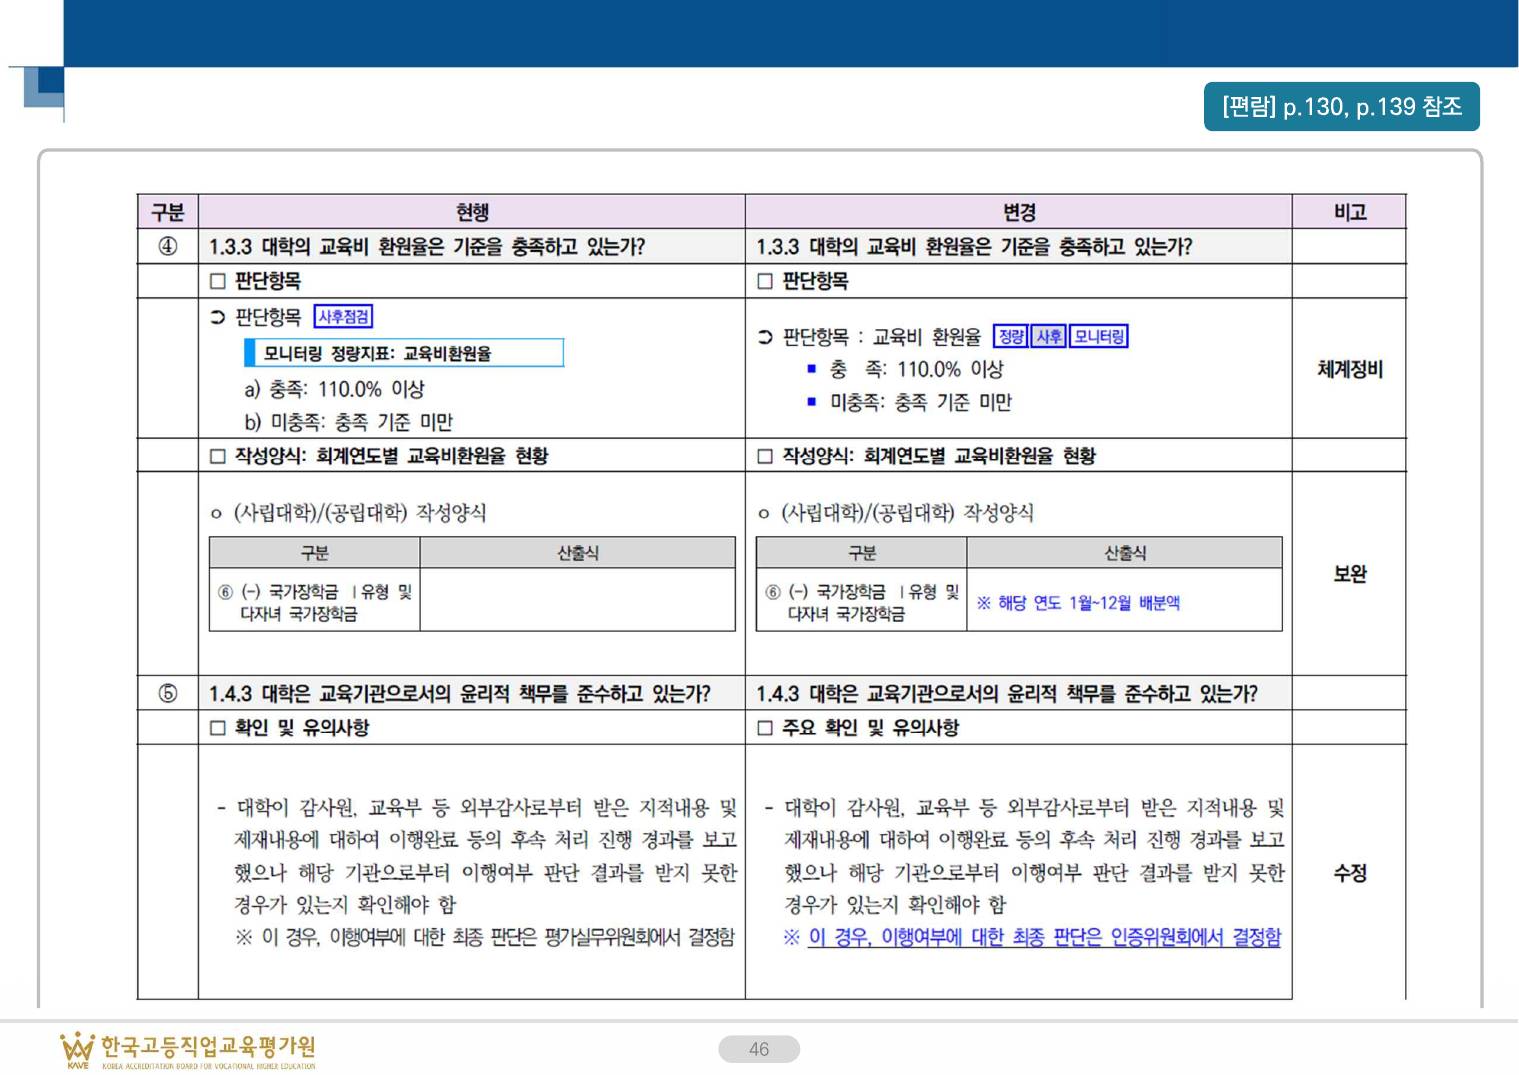 [편람] p.130, p.139 참조
구분 현행 변경 비고
④ 1.3.3 대학의 교육비 환원율은 기준을 충족하고 있는가? 1.3.3 대학의 교육비 환원율은 기준을 충족하고 있는가?
□ 판단항목 □ 판단항목
➲ 판단항목 사후점검
모니터링 정량지표: 교육비환원율
a) 충족: 110.0% 이상
b) 미충족: 충족 기준 미만
➲ 판단항목 : 교육비 환원율 정량 사후 모니터링
■ 충 족: 110.0% 이상
■ 미충족: 충족 기준 미만
체계정비
□ 작성양식: 회계연도별 교육비환원율 현황 □ 작성양식: 회계연도별 교육비환원율 현황
ㅇ (사립대학)/(공립대학) 작성양식
구분 산출식
⑥ (-) 국가장학금 Ⅰ유형 및
다자녀 국가장학금
ㅇ (사립대학)/(공립대학) 작성양식
구분 산출식
⑥ (-) 국가장학금 Ⅰ유형 및
다자녀 국가장학금
※ 해당 연도 1월~12월 배분액
보완
⑤ 1.4.3 대학은 교육기관으로서의 윤리적 책무를 준수하고 있는가? 1.4.3 대학은 교육기관으로서의 윤리적 책무를 준수하고 있는가?
□ 확인 및 유의사항 □ 주요 확인 및 유의사항
- 대학이 감사원, 교육부 등 외부감사로부터 받은 지적내용 및
제재내용에 대하여 이행완료 등의 후속 처리 진행 경과를 보고
했으나 해당 기관으로부터 이행여부 판단 결과를 받지 못한
경우가 있는지 확인해야 함
※ 이 경우, 이행여부에 대한 최종 판단은 평가실무위원회에서 결정함
- 대학이 감사원, 교육부 등 외부감사로부터 받은 지적내용 및
제재내용에 대하여 이행완료 등의 후속 처리 진행 경과를 보고
했으나 해당 기관으로부터 이행여부 판단 결과를 받지 못한
경우가 있는지 확인해야 함
※ 이 경우, 이행여부에 대한 최종 판단은 인증위원회에서 결정함
수정
KAVE
한국고등직업교육평가원
KOREA ACCREDITATION BOARD FOR VOCATIONAL HIGHER EDUCATION
46